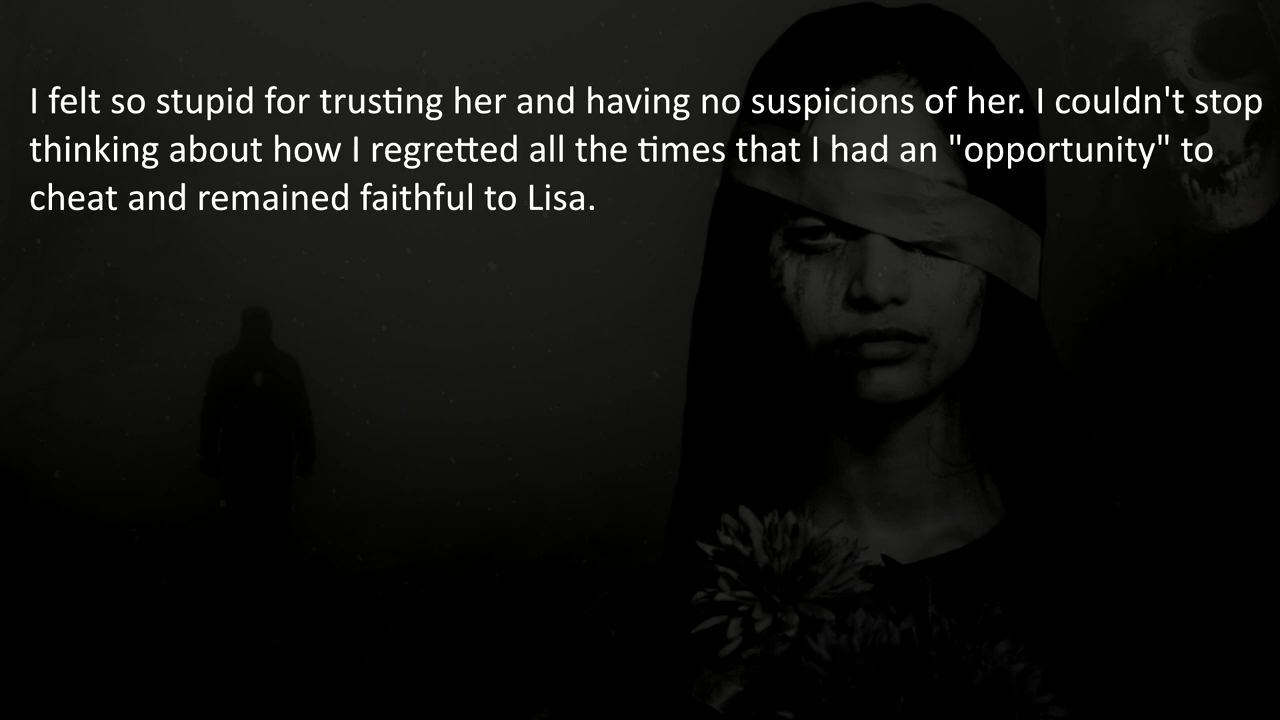 I felt so stupid for trusting her and having no suspicions of her. I couldn't stop
thinking about how I regretted all the times that I had an "opportunity" to
cheat and remained faithful to Lisa.